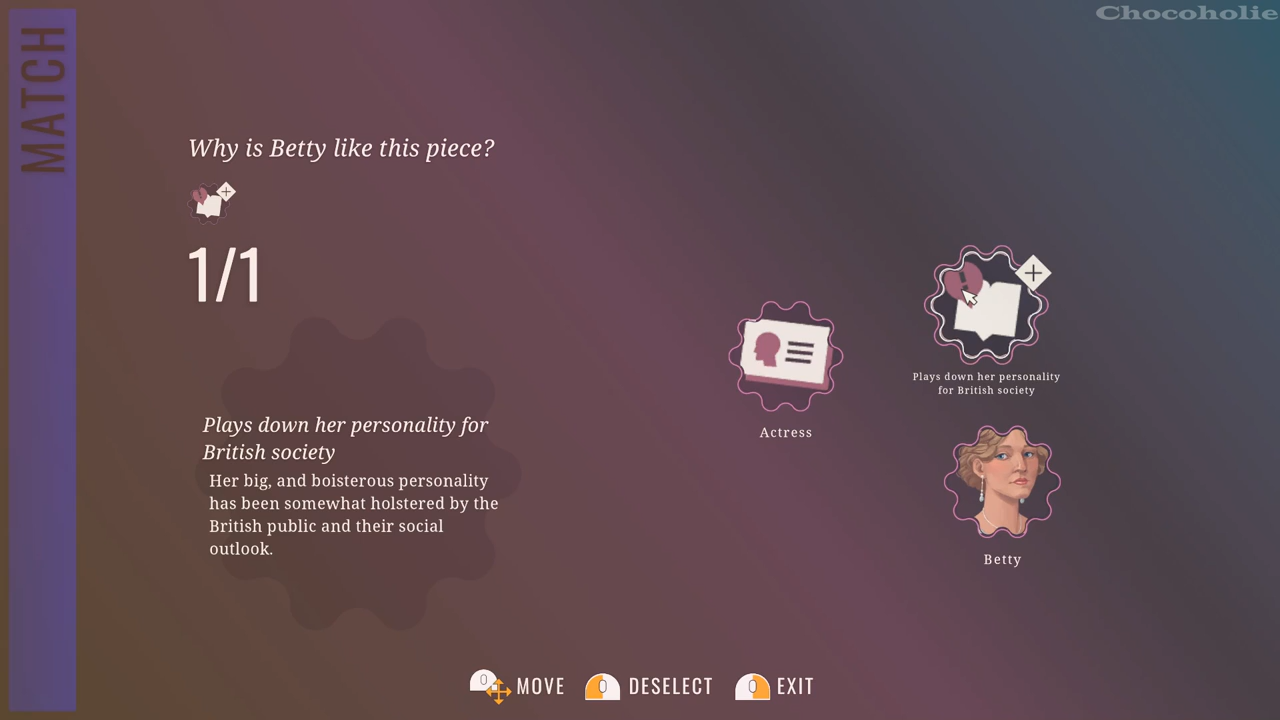 Chocoholie
MATCH
Why is Betty like this piece?
1/1
Plays down her personality for
British society
Her big, and boisterous personality
has been somewhat holstered by the
British public and their social
outlook.
Actress
Plays down her personality
for British society
Betty
MOVE
DESELECT
EXIT